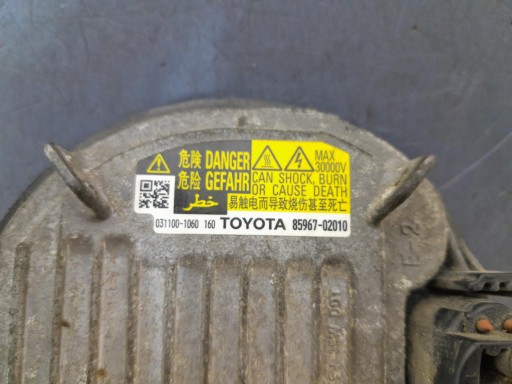 危険 DANGER
危险 GEFAHR
خطر
MAX
30000V
CAN SHOCK, BURN
OR CAUSE DEATH
易触电而导致烧伤甚至死亡
031100-1060 160 TOYOTA 85967-02010
F-2